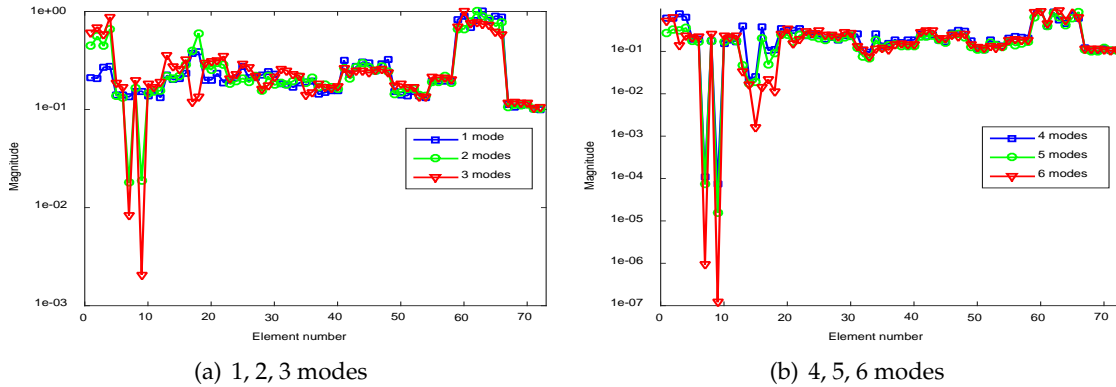 1e+00
1e-01
1e-02
1e-03
Magnitude
0 10 20 30 40 50 60 70
Element number
1 mode
2 modes
3 modes
(a) 1, 2, 3 modes
1e-01
1e-02
1e-03
1e-04
1e-05
1e-06
1e-07
Magnitude
0 10 20 30 40 50 60 70
Element number
4 modes
5 modes
6 modes
(b) 4, 5, 6 modes